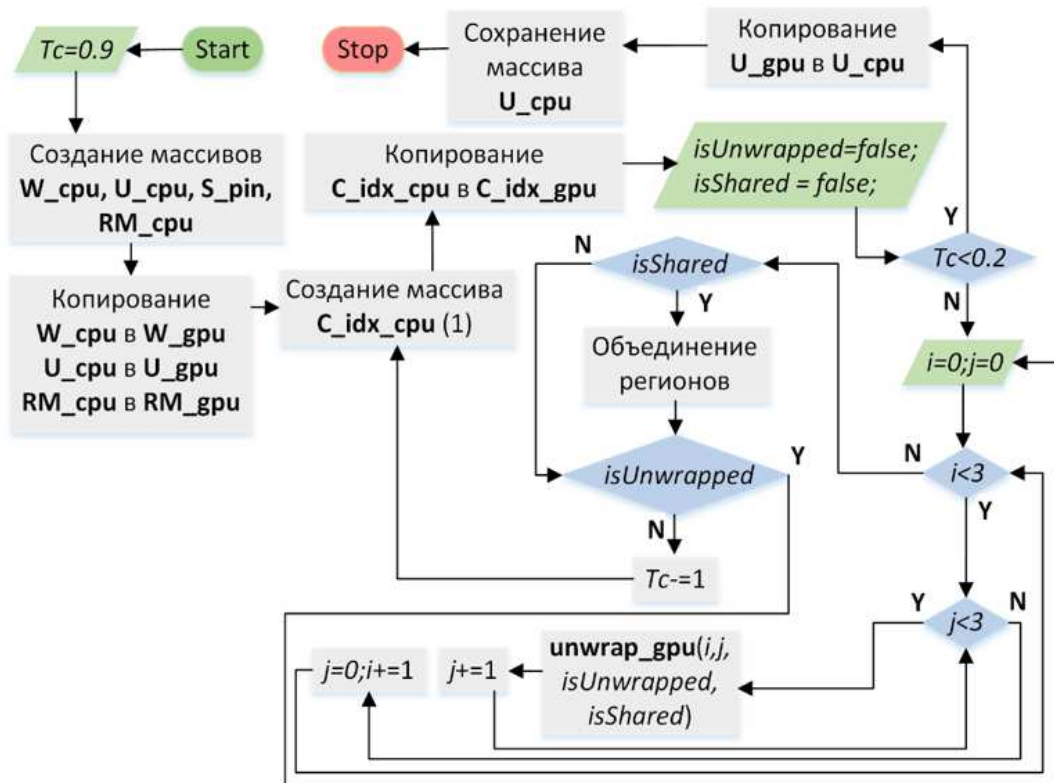 Tc=0.9
Start
Создание массивов
W_cpu, U_cpu, S_pin,
RM_cpu
Копирование
W_cpu в W_gpu
U_cpu в U_gpu
RM_cpu в RM_gpu
Создание массива
C_idx_cpu (1)
Копирование
C_idx_cpu в C_idx_gpu
isUnwrapped=false;
isShared = false;
Tc<0.2
Y
N
Копирование
U_gpu в U_cpu
Сохранение
массива
U_cpu
Stop
i=0;j=0
i<3
N
Y
j<3
Y
N
unwrap_gpu(i,j,
isUnwrapped,
isShared)
j+=1
j=0;i+=1
isShared
N
Y
Объединение
регионов
isUnwrapped
Y
N
Tc-=1